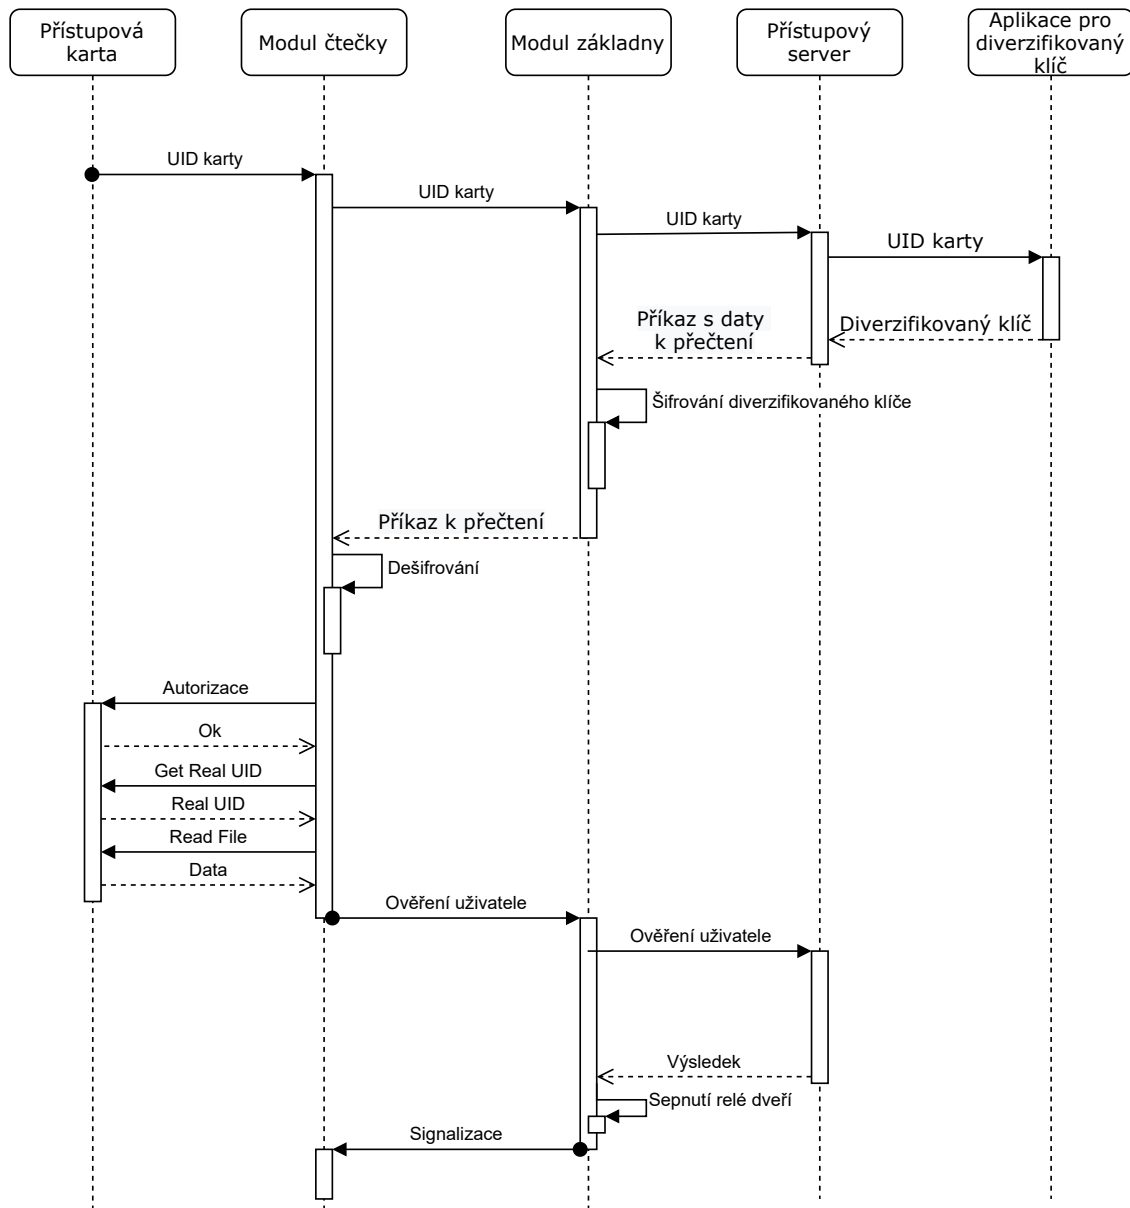 Přístupová
karta
Modul čtečky
Modul základny
Přístupový
server
Aplikace pro
diverzifikovaný
klíč
UID karty
UID karty
UID karty
UID karty
Příkaz s daty
k přečtení
Diverzifikovaný klíč
Šifrování diverzifikovaného klíče
Příkaz k přečtení
Dešifrování
Autorizace
Ok
Get Real UID
Real UID
Read File
Data
Ověření uživatele
Ověření uživatele
Výsledek
Sepnutí relé dveří
Signalizace